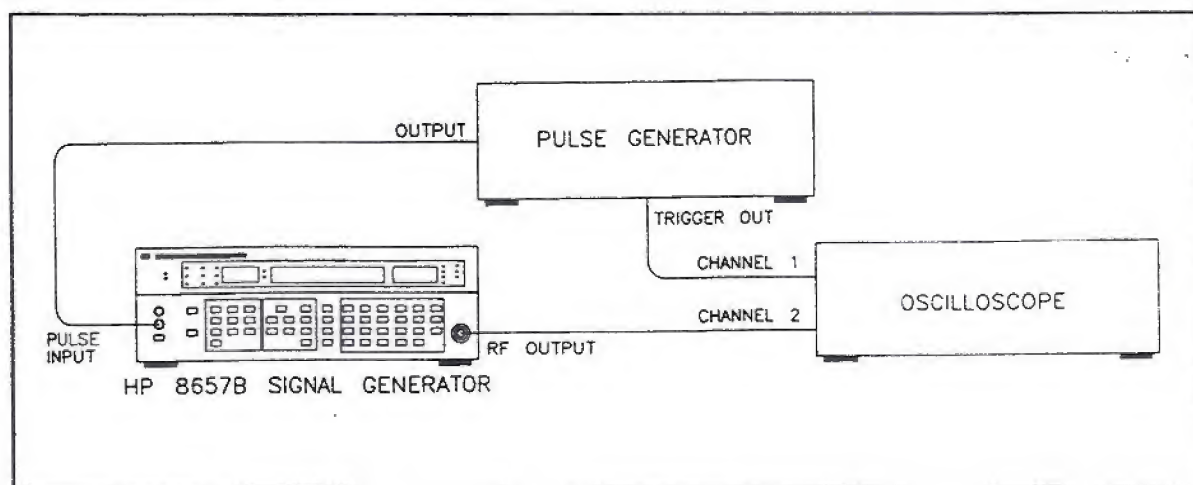 OUTPUT
PULSE GENERATOR
TRIGGER OUT
CHANNEL 1
OSCILLOSCOPE
CHANNEL 2
PULSE
INPUT
RF OUTPUT
HP 8657B SIGNAL GENERATOR